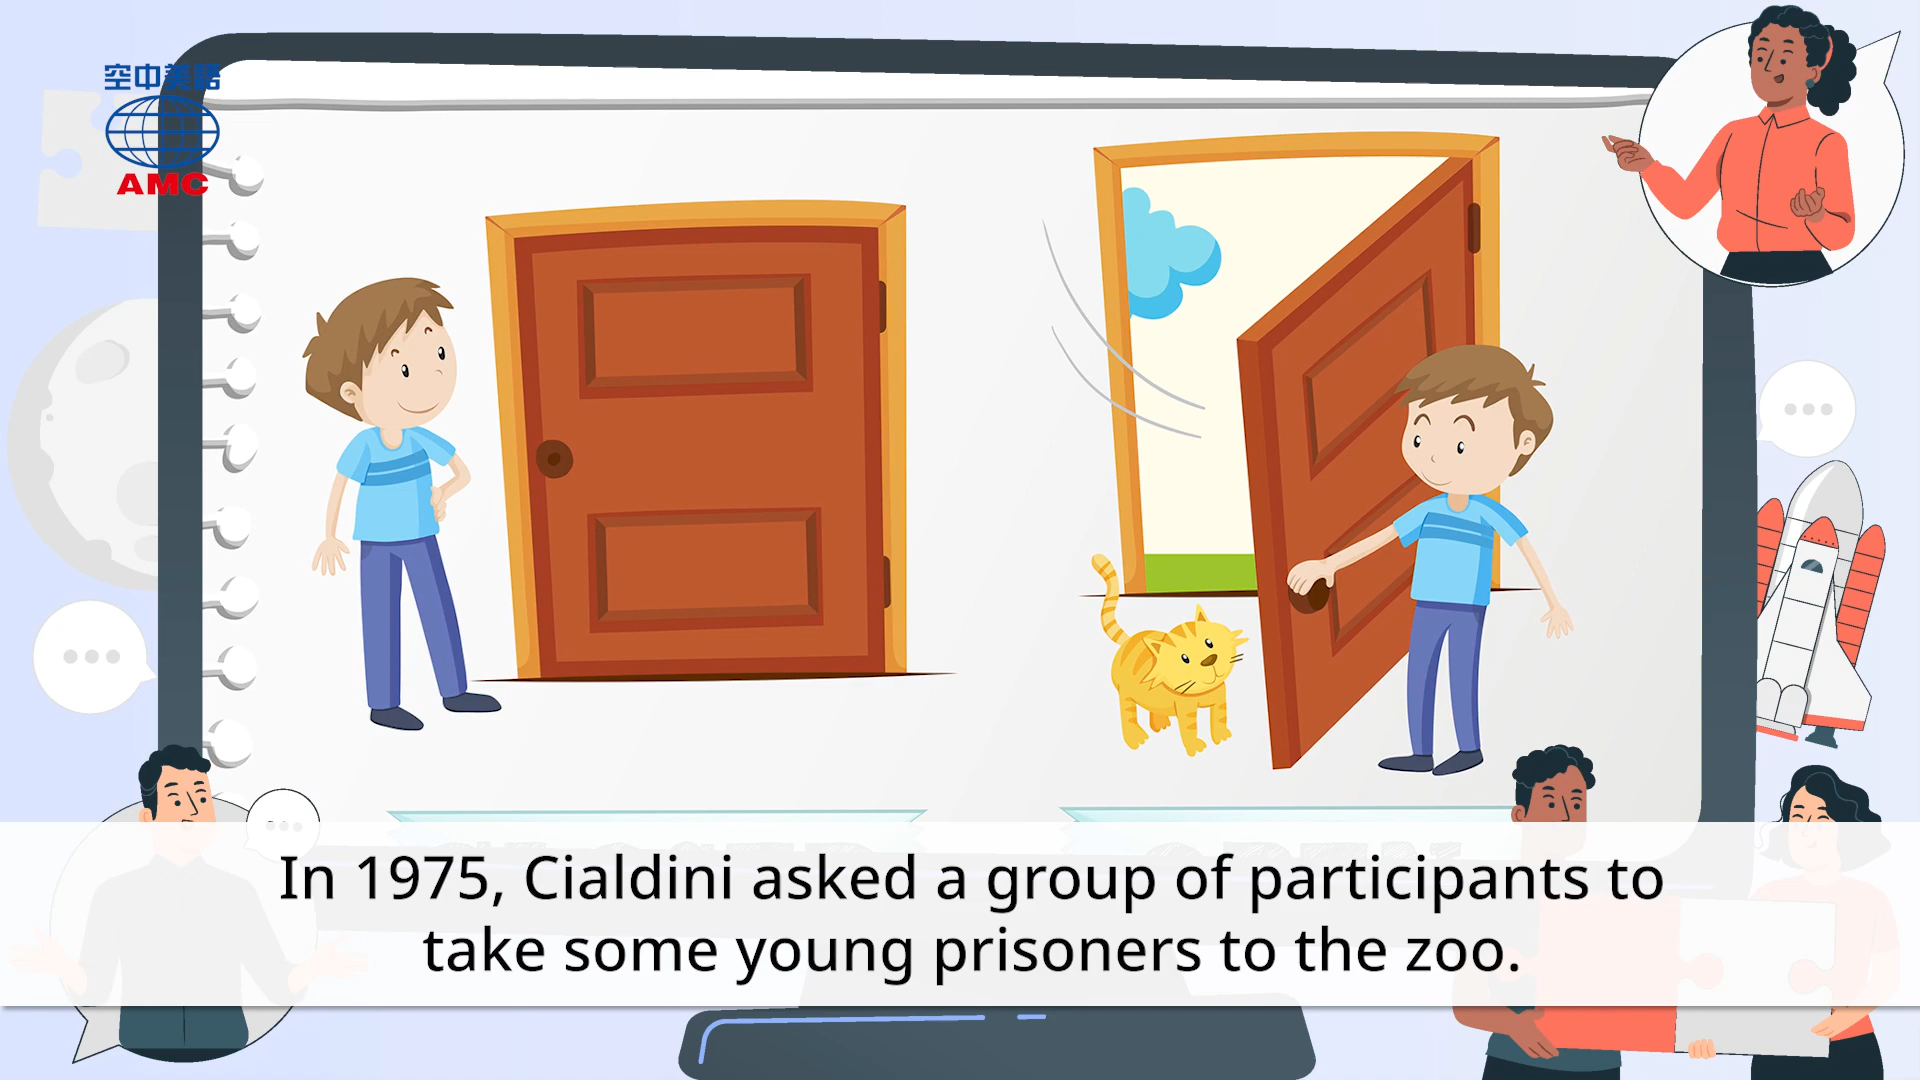 空中英語
AMC
In 1975, Cialdini asked a group of participants to
take some young prisoners to the zoo.